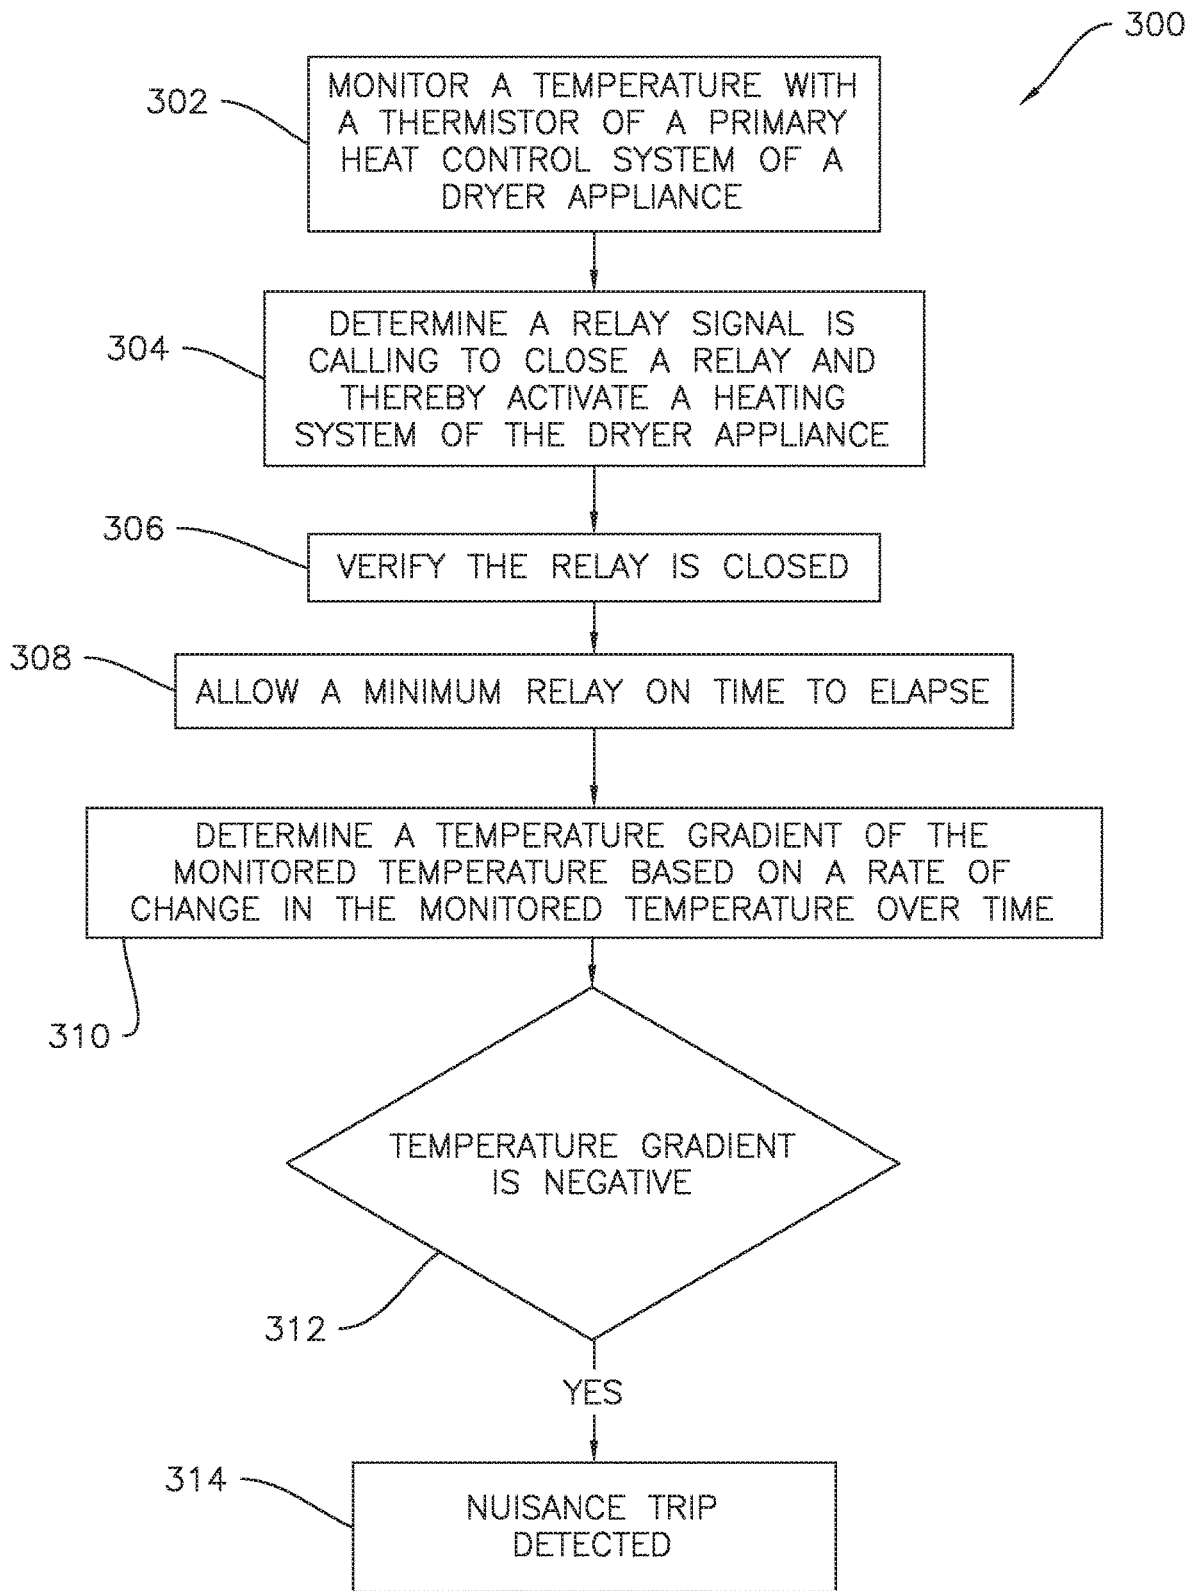 300
302
MONITOR A TEMPERATURE WITH
A THERMISTOR OF A PRIMARY
HEAT CONTROL SYSTEM OF A
DRYER APPLIANCE
304
DETERMINE A RELAY SIGNAL IS
CALLING TO CLOSE A RELAY AND
THEREBY ACTIVATE A HEATING
SYSTEM OF THE DRYER APPLIANCE
306
VERIFY THE RELAY IS CLOSED
308
ALLOW A MINIMUM RELAY ON TIME TO ELAPSE
DETERMINE A TEMPERATURE GRADIENT OF THE
MONITORED TEMPERATURE BASED ON A RATE OF
CHANGE IN THE MONITORED TEMPERATURE OVER TIME
310
TEMPERATURE GRADIENT
IS NEGATIVE
312
YES
314
NUISANCE TRIP
DETECTED